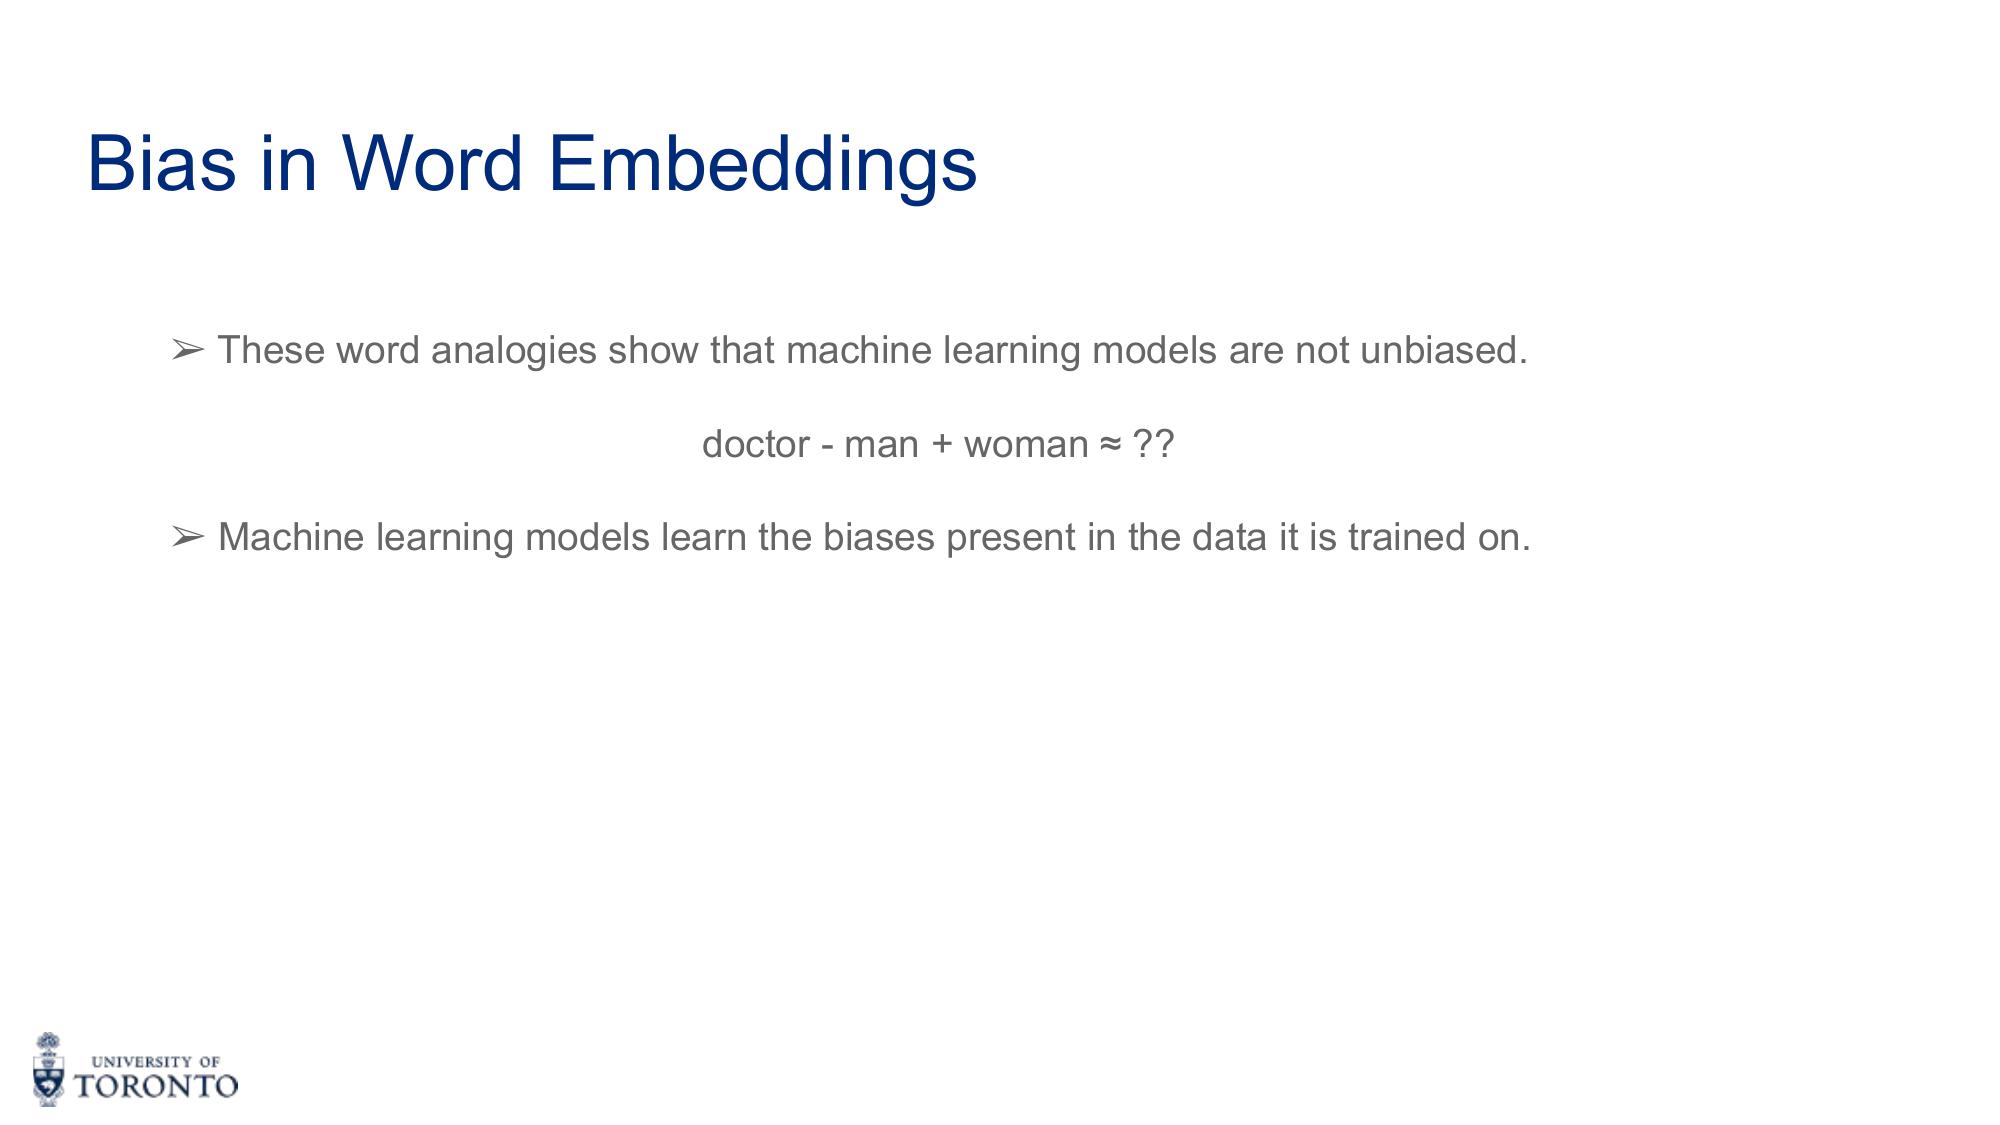 Bias in Word Embeddings
➢ These word analogies show that machine learning models are not unbiased.
doctor - man + woman ≈ ??
➢ Machine learning models learn the biases present in the data it is trained on.
UNIVERSITY OF
TORONTO